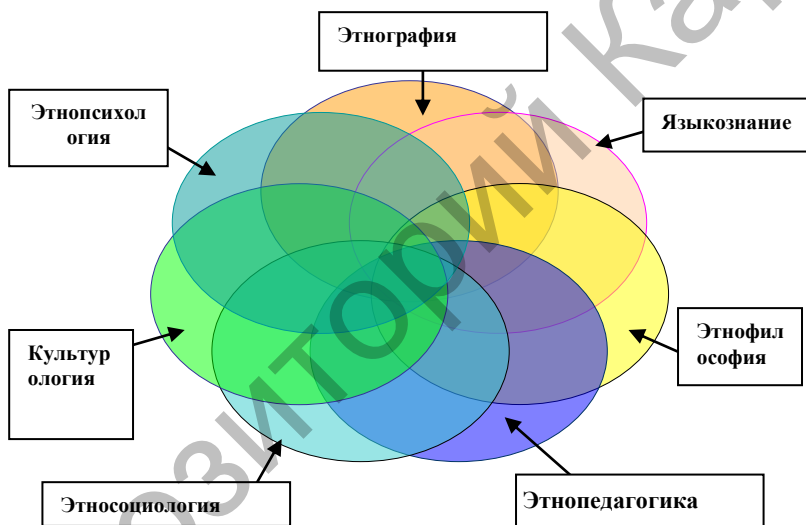 Этнография
Этнопсихол
огия
Языкознание
Этнофил
ософия
Культур
ология
Этносоциология
Этнопедагогика